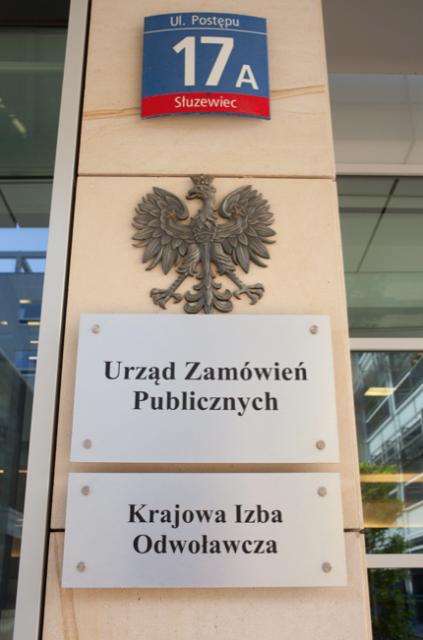 Ul. Postępu
17A
Służewiec
Urząd Zamówień
Publicznych
Krajowa Izba
Odwoławcza